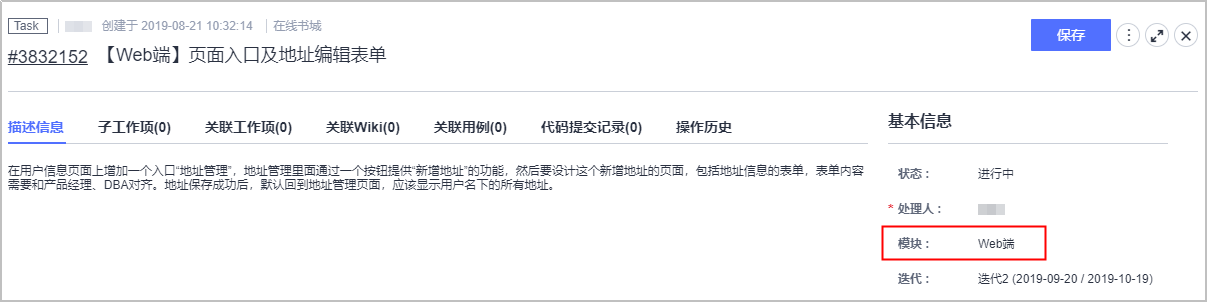 Task 创建于 2019-08-21 10:32:14 在线书城
#3832152 【Web端】页面入口及地址编辑表单
保存
描述信息 子工作项(0) 关联工作项(0) 关联Wiki(0) 关联用例(0) 代码提交记录(0) 操作历史
在用户信息页面上增加一个入口“地址管理”，地址管理里面通过一个按钮提供“新增地址”的功能，然后要设计这个新增地址的页面，包括地址信息的表单，表单内容
需要和产品经理、DBA对齐。地址保存成功后，默认回到地址管理页面，应该显示用户名下的所有地址。
基本信息
状态： 进行中
* 处理人：
模块： Web端
迭代： 迭代2 (2019-09-20 / 2019-10-19)